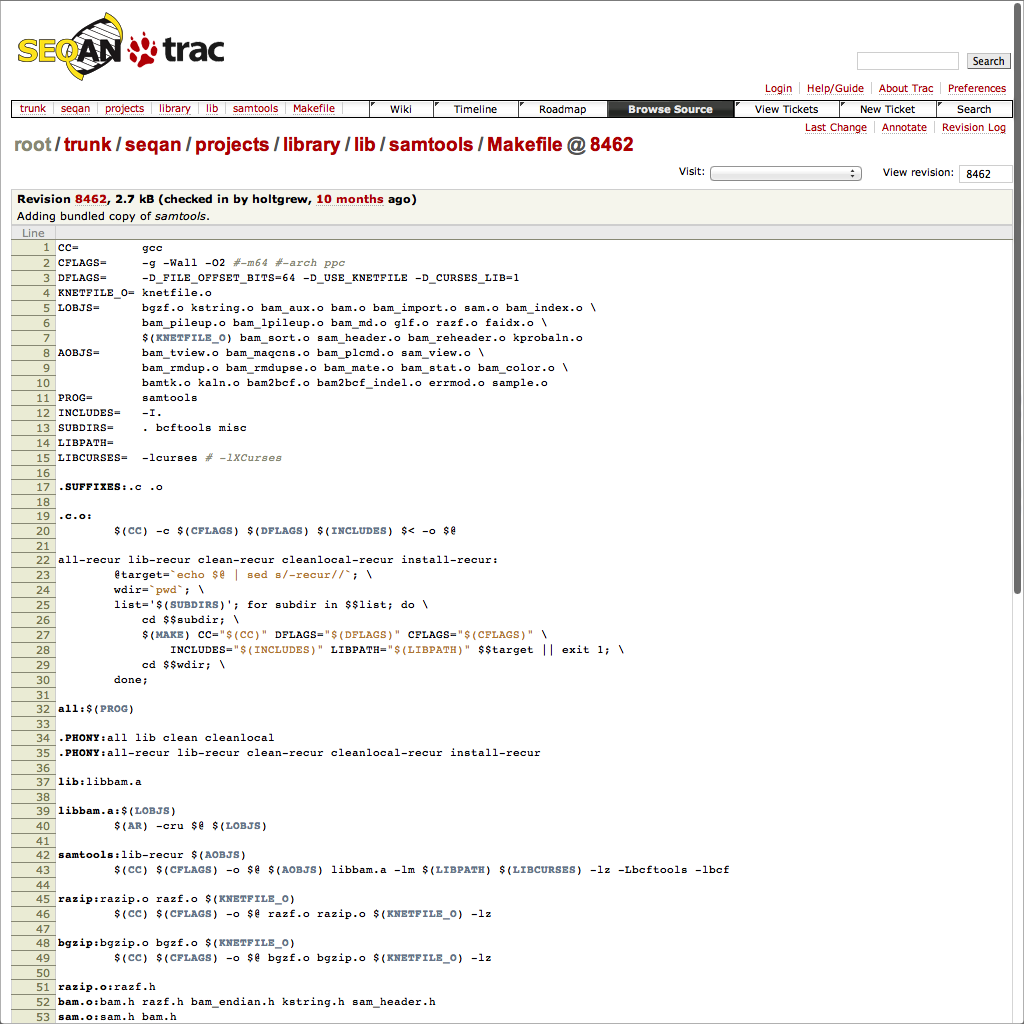 SEQAN trac
Search
Login Help/Guide About Trac Preferences
trunk seqan projects library lib samtools Makefile Wiki Timeline Roadmap Browse Source View Tickets New Ticket Search
Last Change Annotate Revision Log
root / trunk / seqan / projects / library / lib / samtools / Makefile @ 8462
Visit: View revision: 8462
Revision 8462, 2.7 kB (checked in by holtgrew, 10 months ago)
Adding bundled copy of samtools.
Line
1 CC= gcc
2 CFLAGS= -g -Wall -O2 #-m64 #-arch ppc
3 DFLAGS= -D_FILE_OFFSET_BITS=64 -D_USE_KNETFILE -D_CURSES_LIB=1
4 KNETFILE_O= knetfile.o
5 LOBJS= bgzf.o kstring.o bam_aux.o bam.o bam_import.o sam.o bam_index.o \
6 bam_pileup.o bam_lpileup.o bam_md.o glf.o razf.o faidx.o \
7 $(KNETFILE_O) bam_sort.o sam_header.o bam_reheader.o kprobaln.o
8 AOBJS= bam_tview.o bam_maqcns.o bam_plcmd.o sam_view.o \
9 bam_rmdup.o bam_rmdupse.o bam_mate.o bam_stat.o bam_color.o \
10 bamtk.o kaln.o bam2bcf.o bam2bcf_indel.o errmod.o sample.o
11 PROG= samtools
12 INCLUDES= -I.
13 SUBDIRS= . bcftools misc
14 LIBPATH=
15 LIBCURSES= -lcurses # -lXCurses
16
17 .SUFFIXES:.c .o
18
19 .c.o:
20 $(CC) -c $(CFLAGS) $(DFLAGS) $(INCLUDES) $< -o $@
21
22 all-recur lib-recur clean-recur cleanlocal-recur install-recur:
23 @target=`echo $@ | sed s/-recur//`; \
24 wdir=`pwd`; \
25 list='$(SUBDIRS)'; for subdir in $$list; do \
26 cd $$subdir; \
27 $(MAKE) CC="$(CC)" DFLAGS="$(DFLAGS)" CFLAGS="$(CFLAGS)" \
28 INCLUDES="$(INCLUDES)" LIBPATH="$(LIBPATH)" $$target || exit 1; \
29 cd $$wdir; \
30 done;
31
32 all:$(PROG)
33
34 .PHONY:all lib clean cleanlocal
35 .PHONY:all-recur lib-recur clean-recur cleanlocal-recur install-recur
36
37 lib:libbam.a
38
39 libbam.a:$(LOBJS)
40 $(AR) -cru $@ $(LOBJS)
41
42 samtools:lib-recur $(AOBJS)
43 $(CC) $(CFLAGS) -o $@ $(AOBJS) libbam.a -lm $(LIBPATH) $(LIBCURSES) -lz -Lbcftools -lbcf
44
45 razip:razip.o razf.o $(KNETFILE_O)
46 $(CC) $(CFLAGS) -o $@ razf.o razip.o $(KNETFILE_O) -lz
47
48 bgzip:bgzip.o bgzf.o $(KNETFILE_O)
49 $(CC) $(CFLAGS) -o $@ bgzf.o bgzip.o $(KNETFILE_O) -lz
50
51 razip.o:razf.h
52 bam.o:bam.h razf.h bam_endian.h kstring.h sam_header.h
53 sam.o:sam.h bam.h